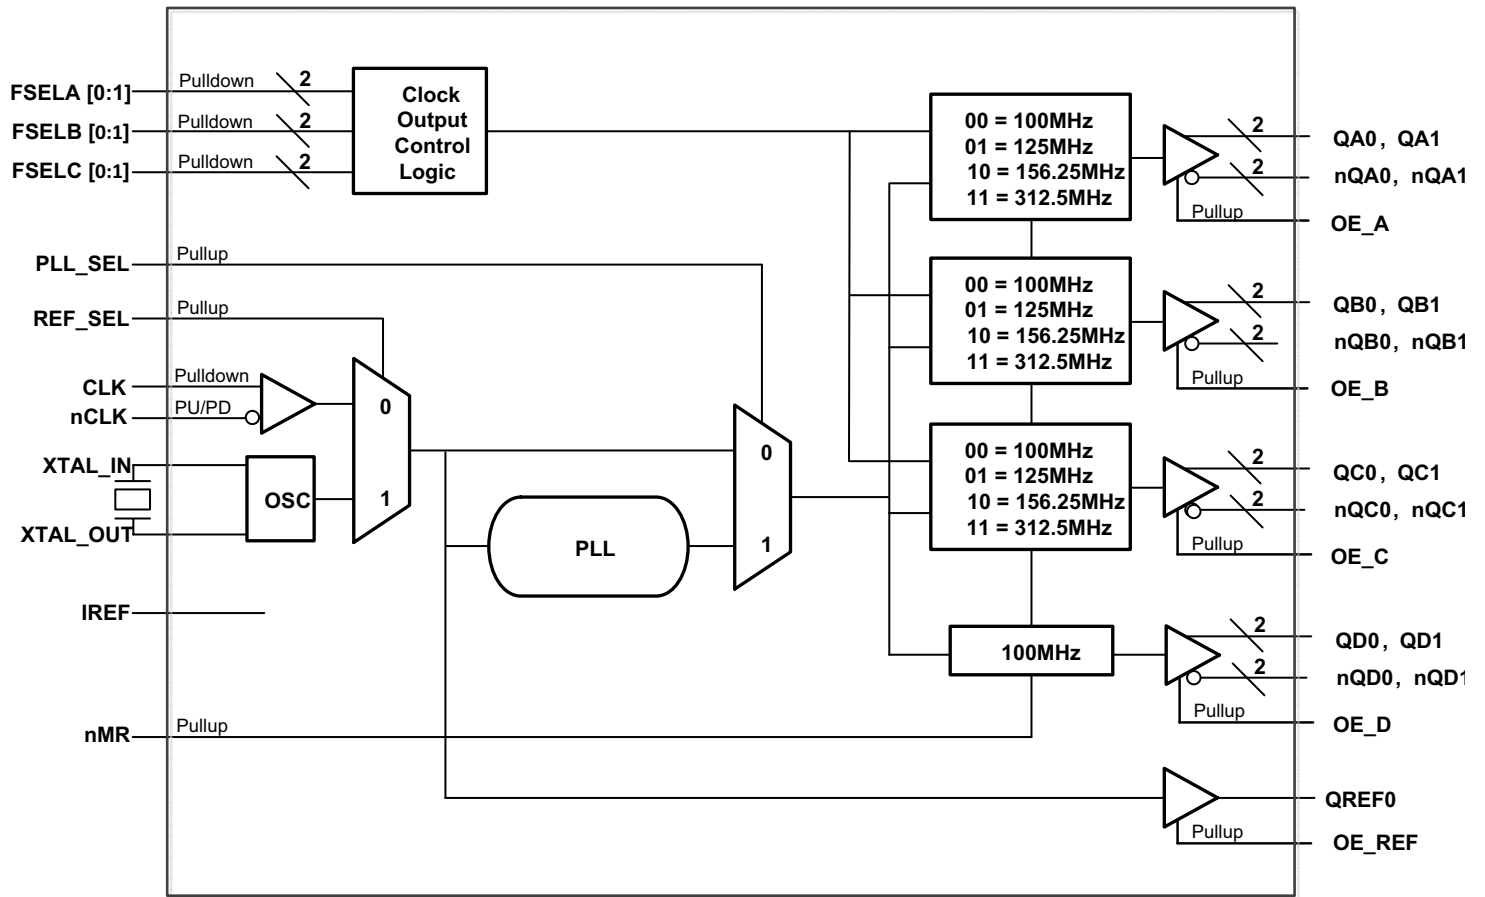 FSELA [0:1]
Pulldown
2
FSELB [0:1]
Pulldown
2
FSELC [0:1]
Pulldown
2
Clock
Output
Control
Logic
PLL_SEL
Pullup
REF_SEL
Pullup
CLK
Pulldown
nCLK
PU/PD
XTAL_IN
XTAL_OUT
OSC
0
1
PLL
0
1
IREF
nMR
Pullup
00 = 100MHz
01 = 125MHz
10 = 156.25MHz
11 = 312.5MHz
2
QA0, QA1
2
nQA0, nQA1
Pullup
OE_A
00 = 100MHz
01 = 125MHz
10 = 156.25MHz
11 = 312.5MHz
2
QB0, QB1
2
nQB0, nQB1
Pullup
OE_B
00 = 100MHz
01 = 125MHz
10 = 156.25MHz
11 = 312.5MHz
2
QC0, QC1
2
nQC0, nQC1
Pullup
OE_C
100MHz
2
QD0, QD1
2
nQD0, nQD1
Pullup
OE_D
QREF0
Pullup
OE_REF